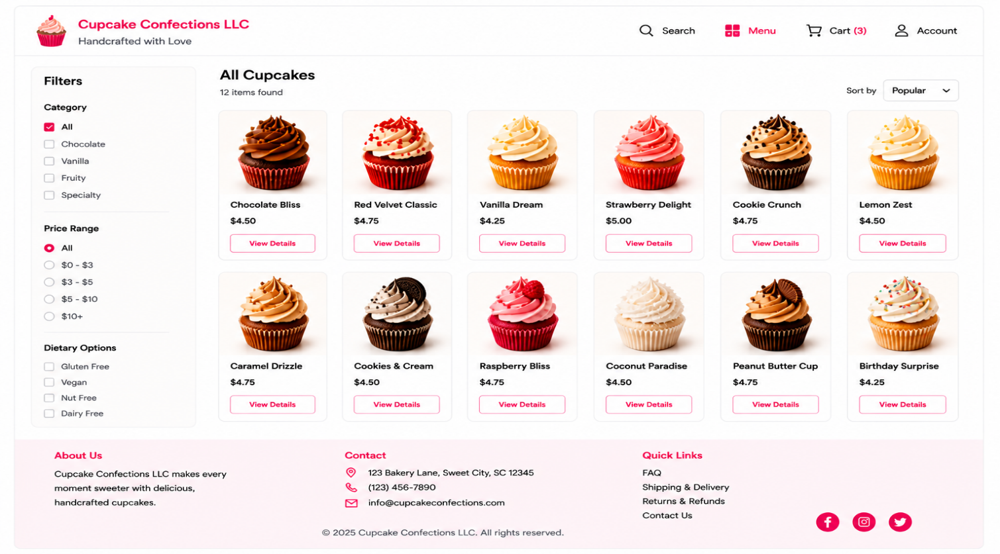 Cupcake Confections LLC
Handcrafted with Love
Search
Menu
Cart (3)
Account
Filters
Category
All
Chocolate
Vanilla
Fruity
Specialty
Price Range
All
$0 - $3
$3 - $5
$5 - $10
$10+
Dietary Options
Gluten Free
Vegan
Nut Free
Dairy Free
All Cupcakes
12 items found
Sort by
Popular
Chocolate Bliss
$4.50
View Details
Red Velvet Classic
$4.75
View Details
Vanilla Dream
$4.25
View Details
Strawberry Delight
$5.00
View Details
Cookie Crunch
$4.75
View Details
Lemon Zest
$4.50
View Details
Caramel Drizzle
$4.75
View Details
Cookies & Cream
$4.50
View Details
Raspberry Bliss
$4.75
View Details
Coconut Paradise
$4.50
View Details
Peanut Butter Cup
$4.75
View Details
Birthday Surprise
$4.25
View Details
About Us
Cupcake Confections LLC makes every
moment sweeter with delicious,
handcrafted cupcakes.
Contact
123 Bakery Lane, Sweet City, SC 12345
(123) 456-7890
info@cupcakeconfections.com
Quick Links
FAQ
Shipping & Delivery
Returns & Refunds
Contact Us
© 2025 Cupcake Confections LLC. All rights reserved.